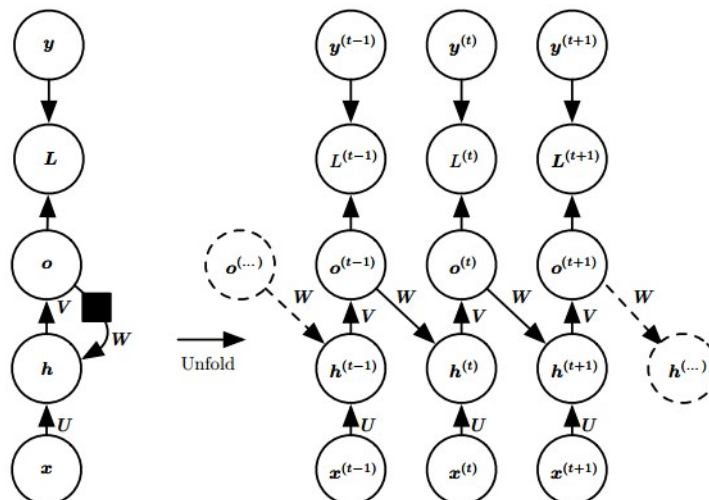 y y^(t−1) y^(t) y^(t+1)
L L^(t−1) L^(t) L^(t+1)
o o^(...) o^(t−1) o^(t) o^(t+1)
V W V W V W V W
W
Unfold
h h^(t−1) h^(t) h^(t+1) h^(...)
U U U U
x x^(t−1) x^(t) x^(t+1)